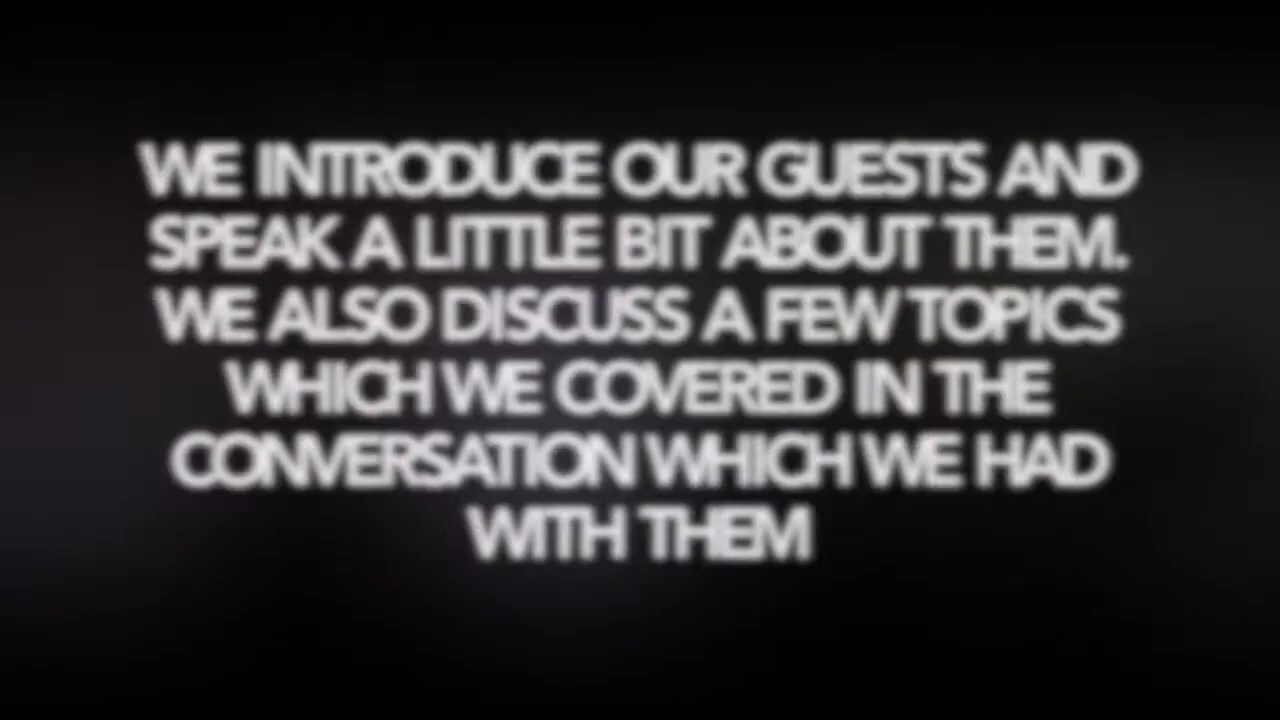 WE INTRODUCE OUR GUESTS AND
SPEAK A LITTLE BIT ABOUT THEM.
WE ALSO DISCUSS A FEW TOPICS
WHICH WE COVERED IN THE
CONVERSATION WHICH WE HAD
WITH THEM